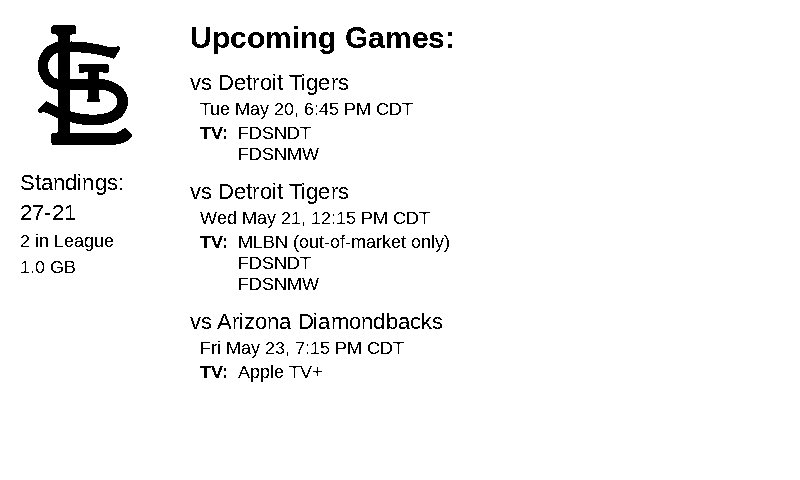 STL
Standings:
27-21
2 in League
1.0 GB
Upcoming Games:
vs Detroit Tigers
Tue May 20, 6:45 PM CDT
TV: FDSNDT
FDSNMW
vs Detroit Tigers
Wed May 21, 12:15 PM CDT
TV: MLBN (out-of-market only)
FDSNDT
FDSNMW
vs Arizona Diamondbacks
Fri May 23, 7:15 PM CDT
TV: Apple TV+